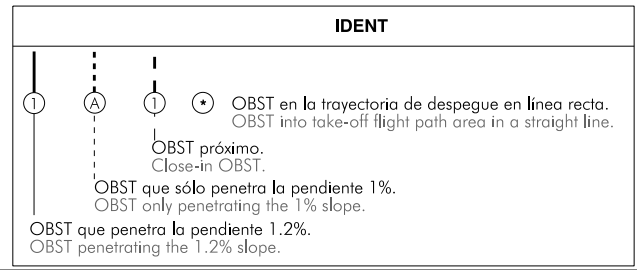 IDENT
1 A 1 * OBST en la trayectoria de despegue en línea recta.
OBST into take-off flight path area in a straight line.
OBST próximo.
Close-in OBST.
OBST que sólo penetra la pendiente 1%.
OBST only penetrating the 1% slope.
OBST que penetra la pendiente 1.2%.
OBST penetrating the 1.2% slope.